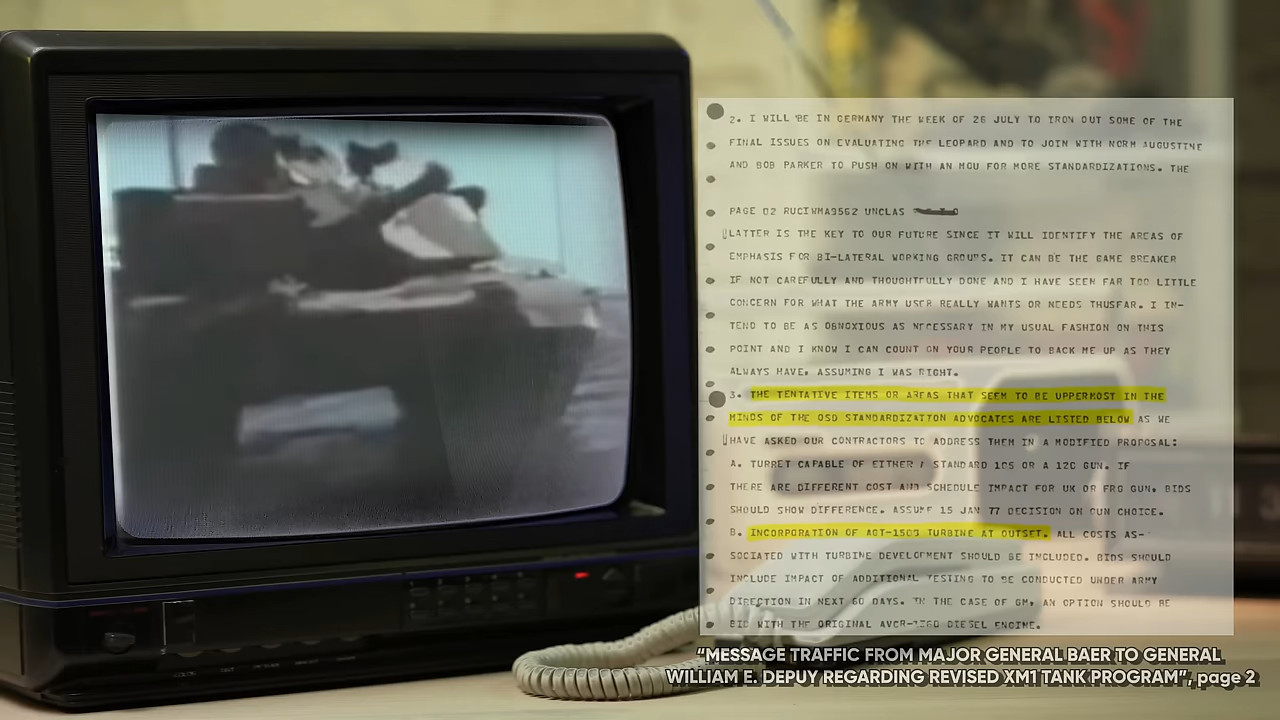 2. I WILL BE IN GERMANY THE WEEK OF 26 JULY TO IRON OUT SOME OF THE
FINAL ISSUES ON EVALUATING THE LEOPARD AND TO JOIN WITH NORM AUGUSTINE
AND BOB PARKER TO PUSH ON WITH AN MOU FOR MORE STANDARDIZATIONS. THE
PAGE 02 RUCIWMA3562 UNCLAS
LATTER IS THE KEY TO OUR FUTURE SINCE IT WILL IDENTIFY THE AREAS OF
EMPHASIS FOR BI-LATERAL WORKING GROUPS. IT CAN BE THE GAME BREAKER
IF NOT CAREFULLY AND THOUGHTFULLY DONE AND I HAVE SEEN FAR TOO LITTLE
CONCERN FOR WHAT THE ARMY USER REALLY WANTS OR NEEDS THUSFAR. I IN-
TEND TO BE AS OBNOXIOUS AS NECESSARY IN MY USUAL FASHION ON THIS
POINT AND I KNOW I CAN COUNT ON YOUR PEOPLE TO BACK ME UP AS THEY
ALWAYS HAVE, ASSUMING I WAS RIGHT.
3. THE TENTATIVE ITEMS OR AREAS THAT SEEM TO BE UPPERMOST IN THE
MINDS OF THE OSD STANDARDIZATION ADVOCATES ARE LISTED BELOW AS WE
HAVE ASKED OUR CONTRACTORS TO ADDRESS THEM IN A MODIFIED PROPOSAL:
A. TURRET CAPABLE OF EITHER A STANDARD 105 OR A 120 GUN. IF
THERE ARE DIFFERENT COST AND SCHEDULE IMPACT FOR UK OR FRG GUN, BIDS
SHOULD SHOW DIFFERENCE. ASSUME 15 JAN 77 DECISION ON GUN CHOICE.
B. INCORPORATION OF AGT-1500 TURBINE AT OUTSET. ALL COSTS AS-
SOCIATED WITH TURBINE DEVELOPMENT SHOULD BE INCLUDED. BIDS SHOULD
INCLUDE IMPACT OF ADDITIONAL TESTING TO BE CONDUCTED UNDER ARMY
DIRECTION IN NEXT 60 DAYS. IN THE CASE OF GM, AN OPTION SHOULD BE
BID WITH THE ORIGINAL AVCR-1360 DIESEL ENGINE.
“MESSAGE TRAFFIC FROM MAJOR GENERAL BAER TO GENERAL
WILLIAM E. DEPUY REGARDING REVISED XM1 TANK PROGRAM”, page 2